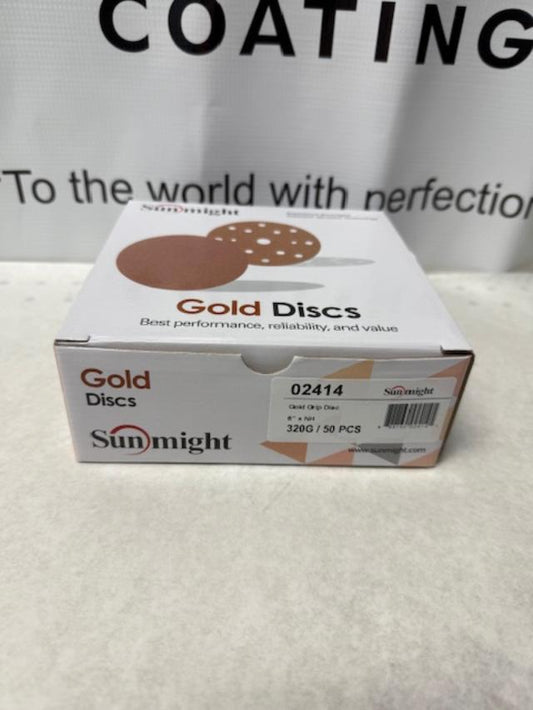 COATING
To the world with perfection
Sunmight
Gold Discs
Best performance, reliability, and value
Gold
Discs
Sunmight
02414
Sunmight
Gold Grip Disc
6" x NH
320G / 50 PCS
www.sunmight.com